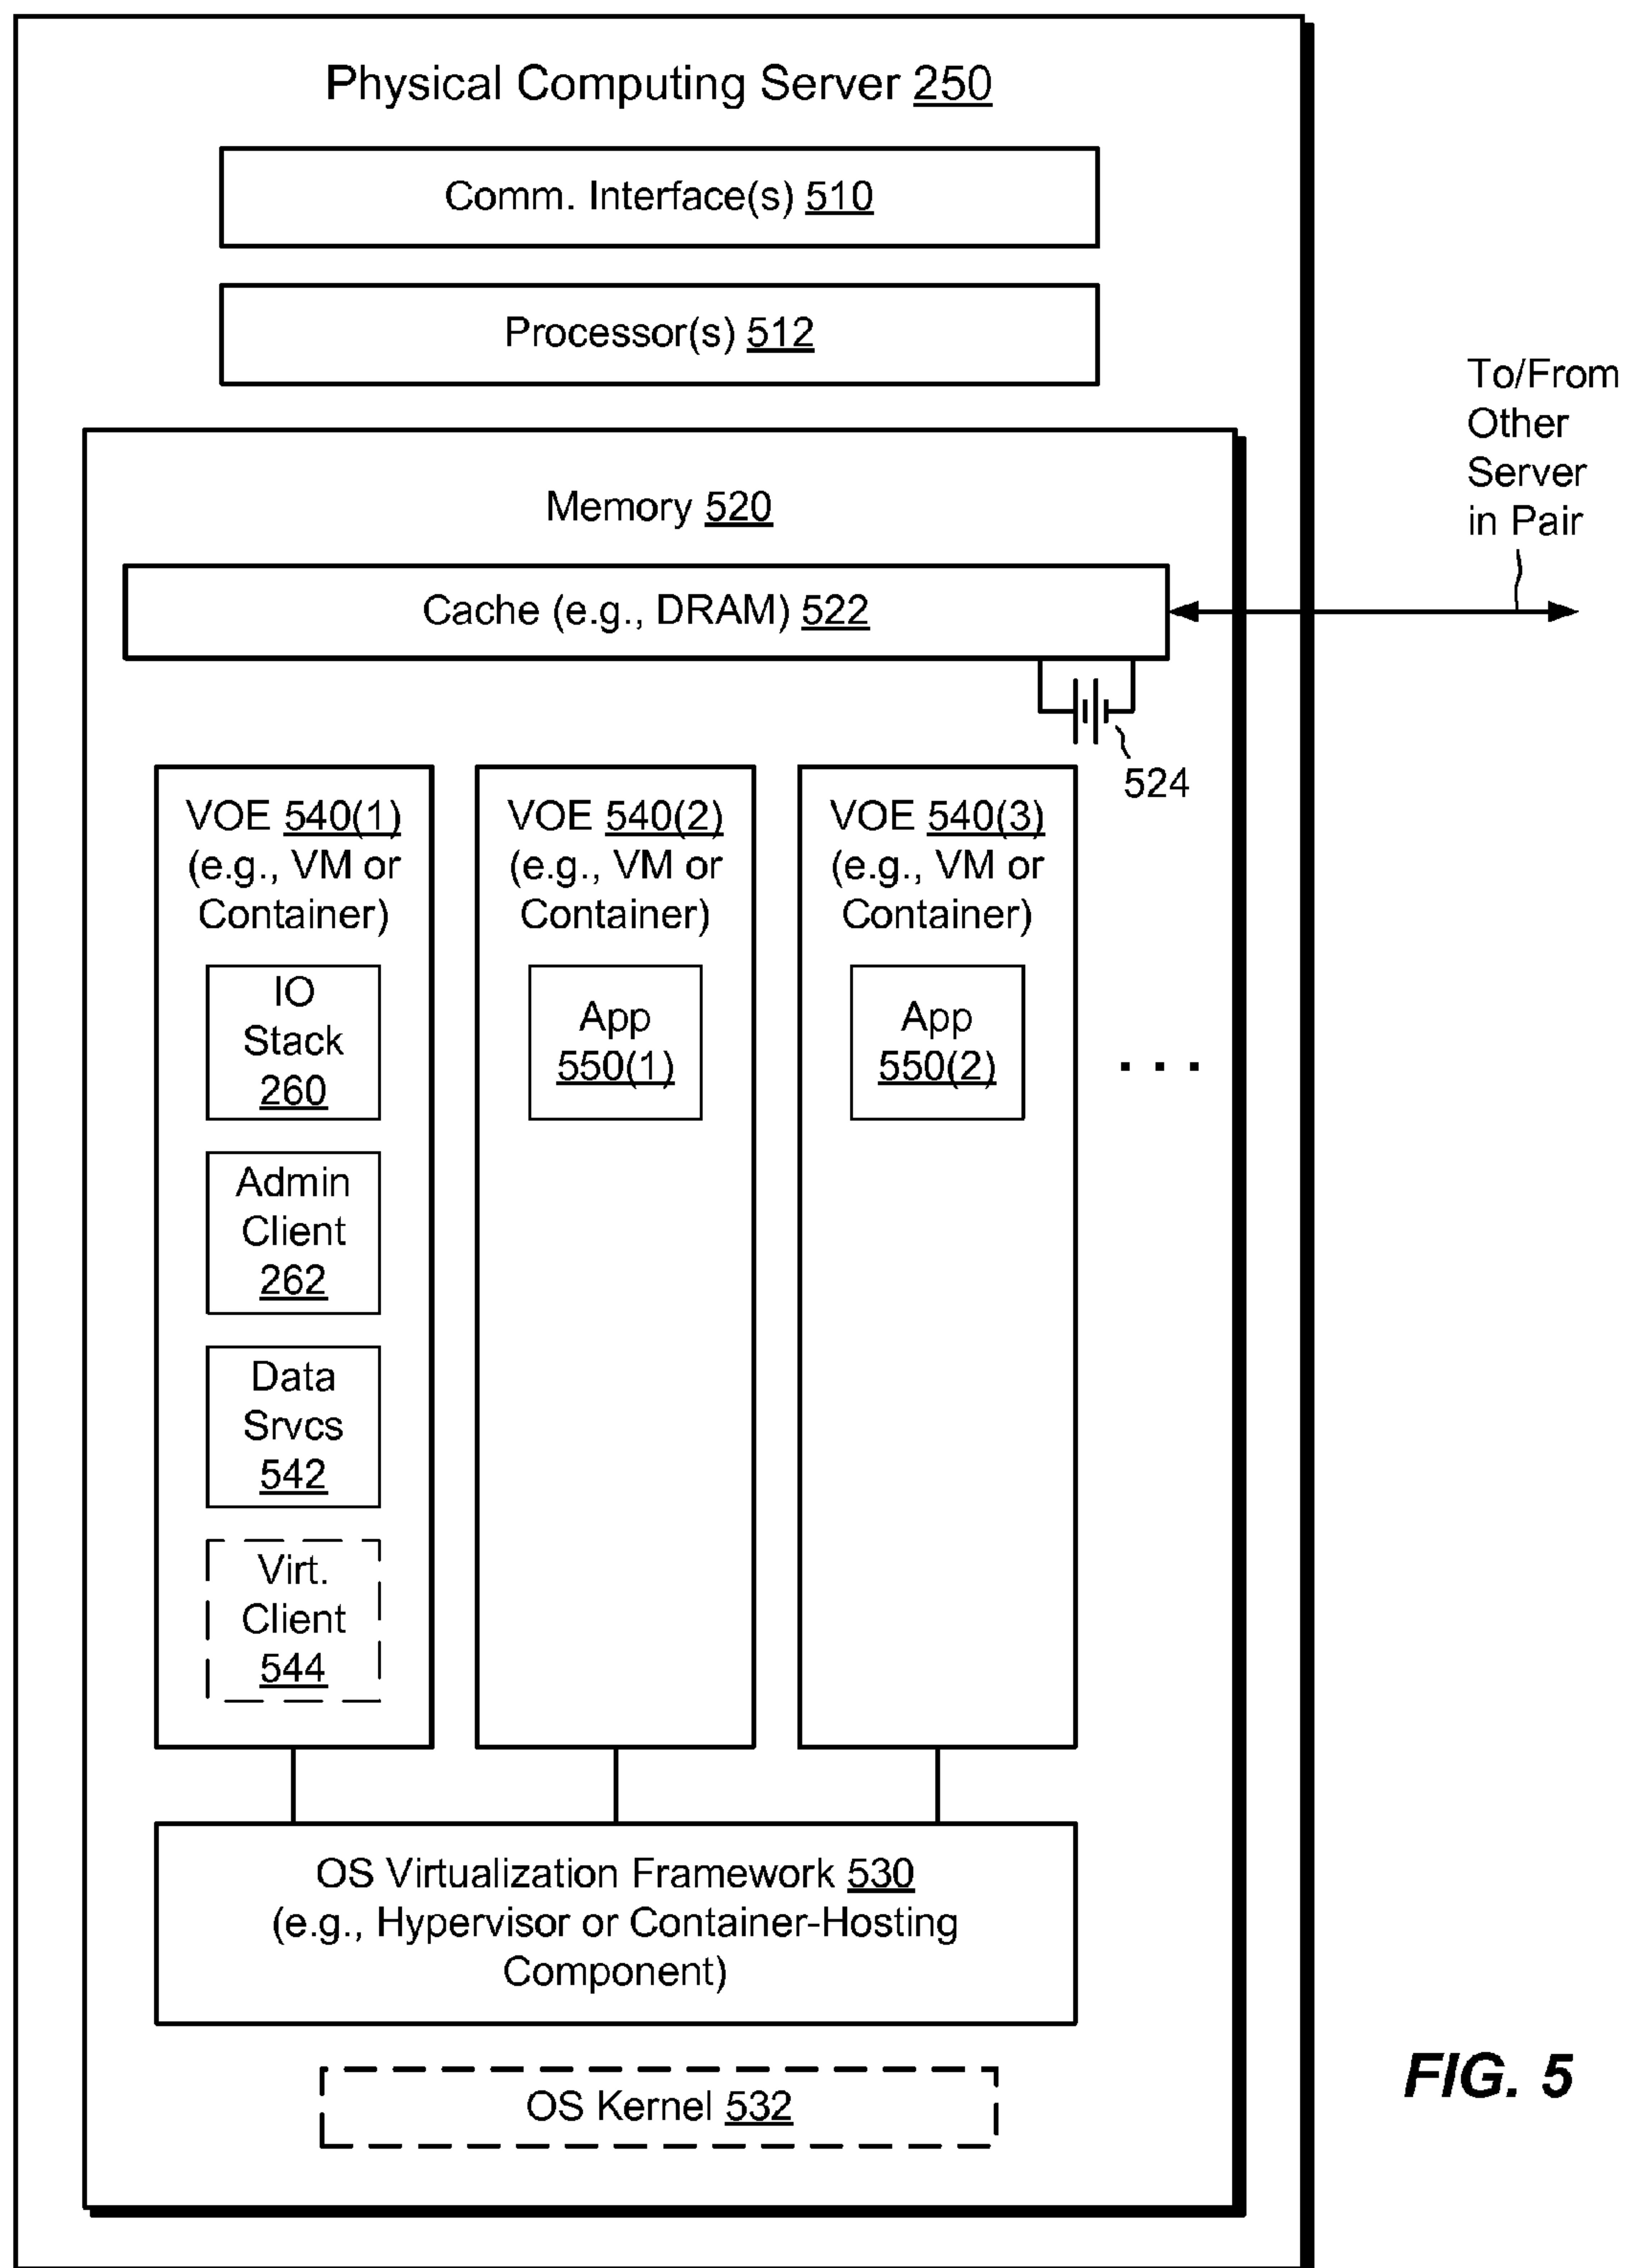 Physical Computing Server 250
Comm. Interface(s) 510
Processor(s) 512
To/From
Other
Server
in Pair
Memory 520
Cache (e.g., DRAM) 522
524
VOE 540(1)
(e.g., VM or
Container)
IO
Stack
260
Admin
Client
262
Data
Srvcs
542
Virt.
Client
544
VOE 540(2)
(e.g., VM or
Container)
App
550(1)
VOE 540(3)
(e.g., VM or
Container)
App
550(2)
. . .
OS Virtualization Framework 530
(e.g., Hypervisor or Container-Hosting
Component)
OS Kernel 532
FIG. 5